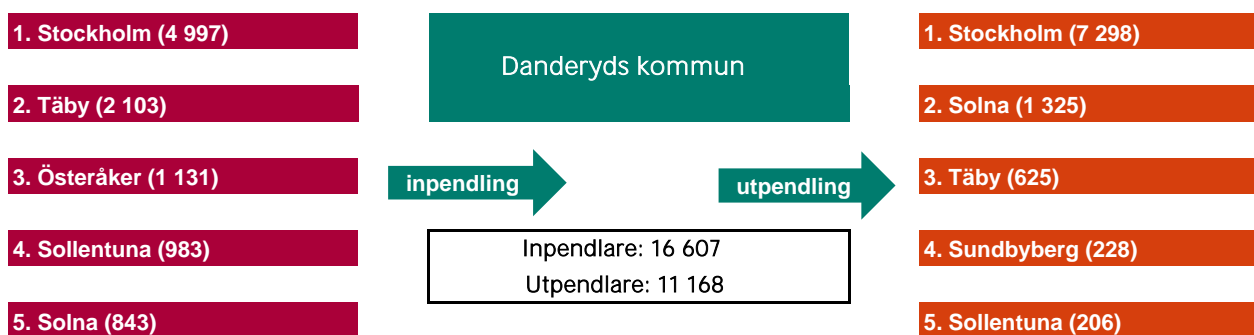 1. Stockholm (4 997)
2. Täby (2 103)
3. Österåker (1 131)
4. Sollentuna (983)
5. Solna (843)
Danderyds kommun
inpendling
utpendling
Inpendlare: 16 607
Utpendlare: 11 168
1. Stockholm (7 298)
2. Solna (1 325)
3. Täby (625)
4. Sundbyberg (228)
5. Sollentuna (206)